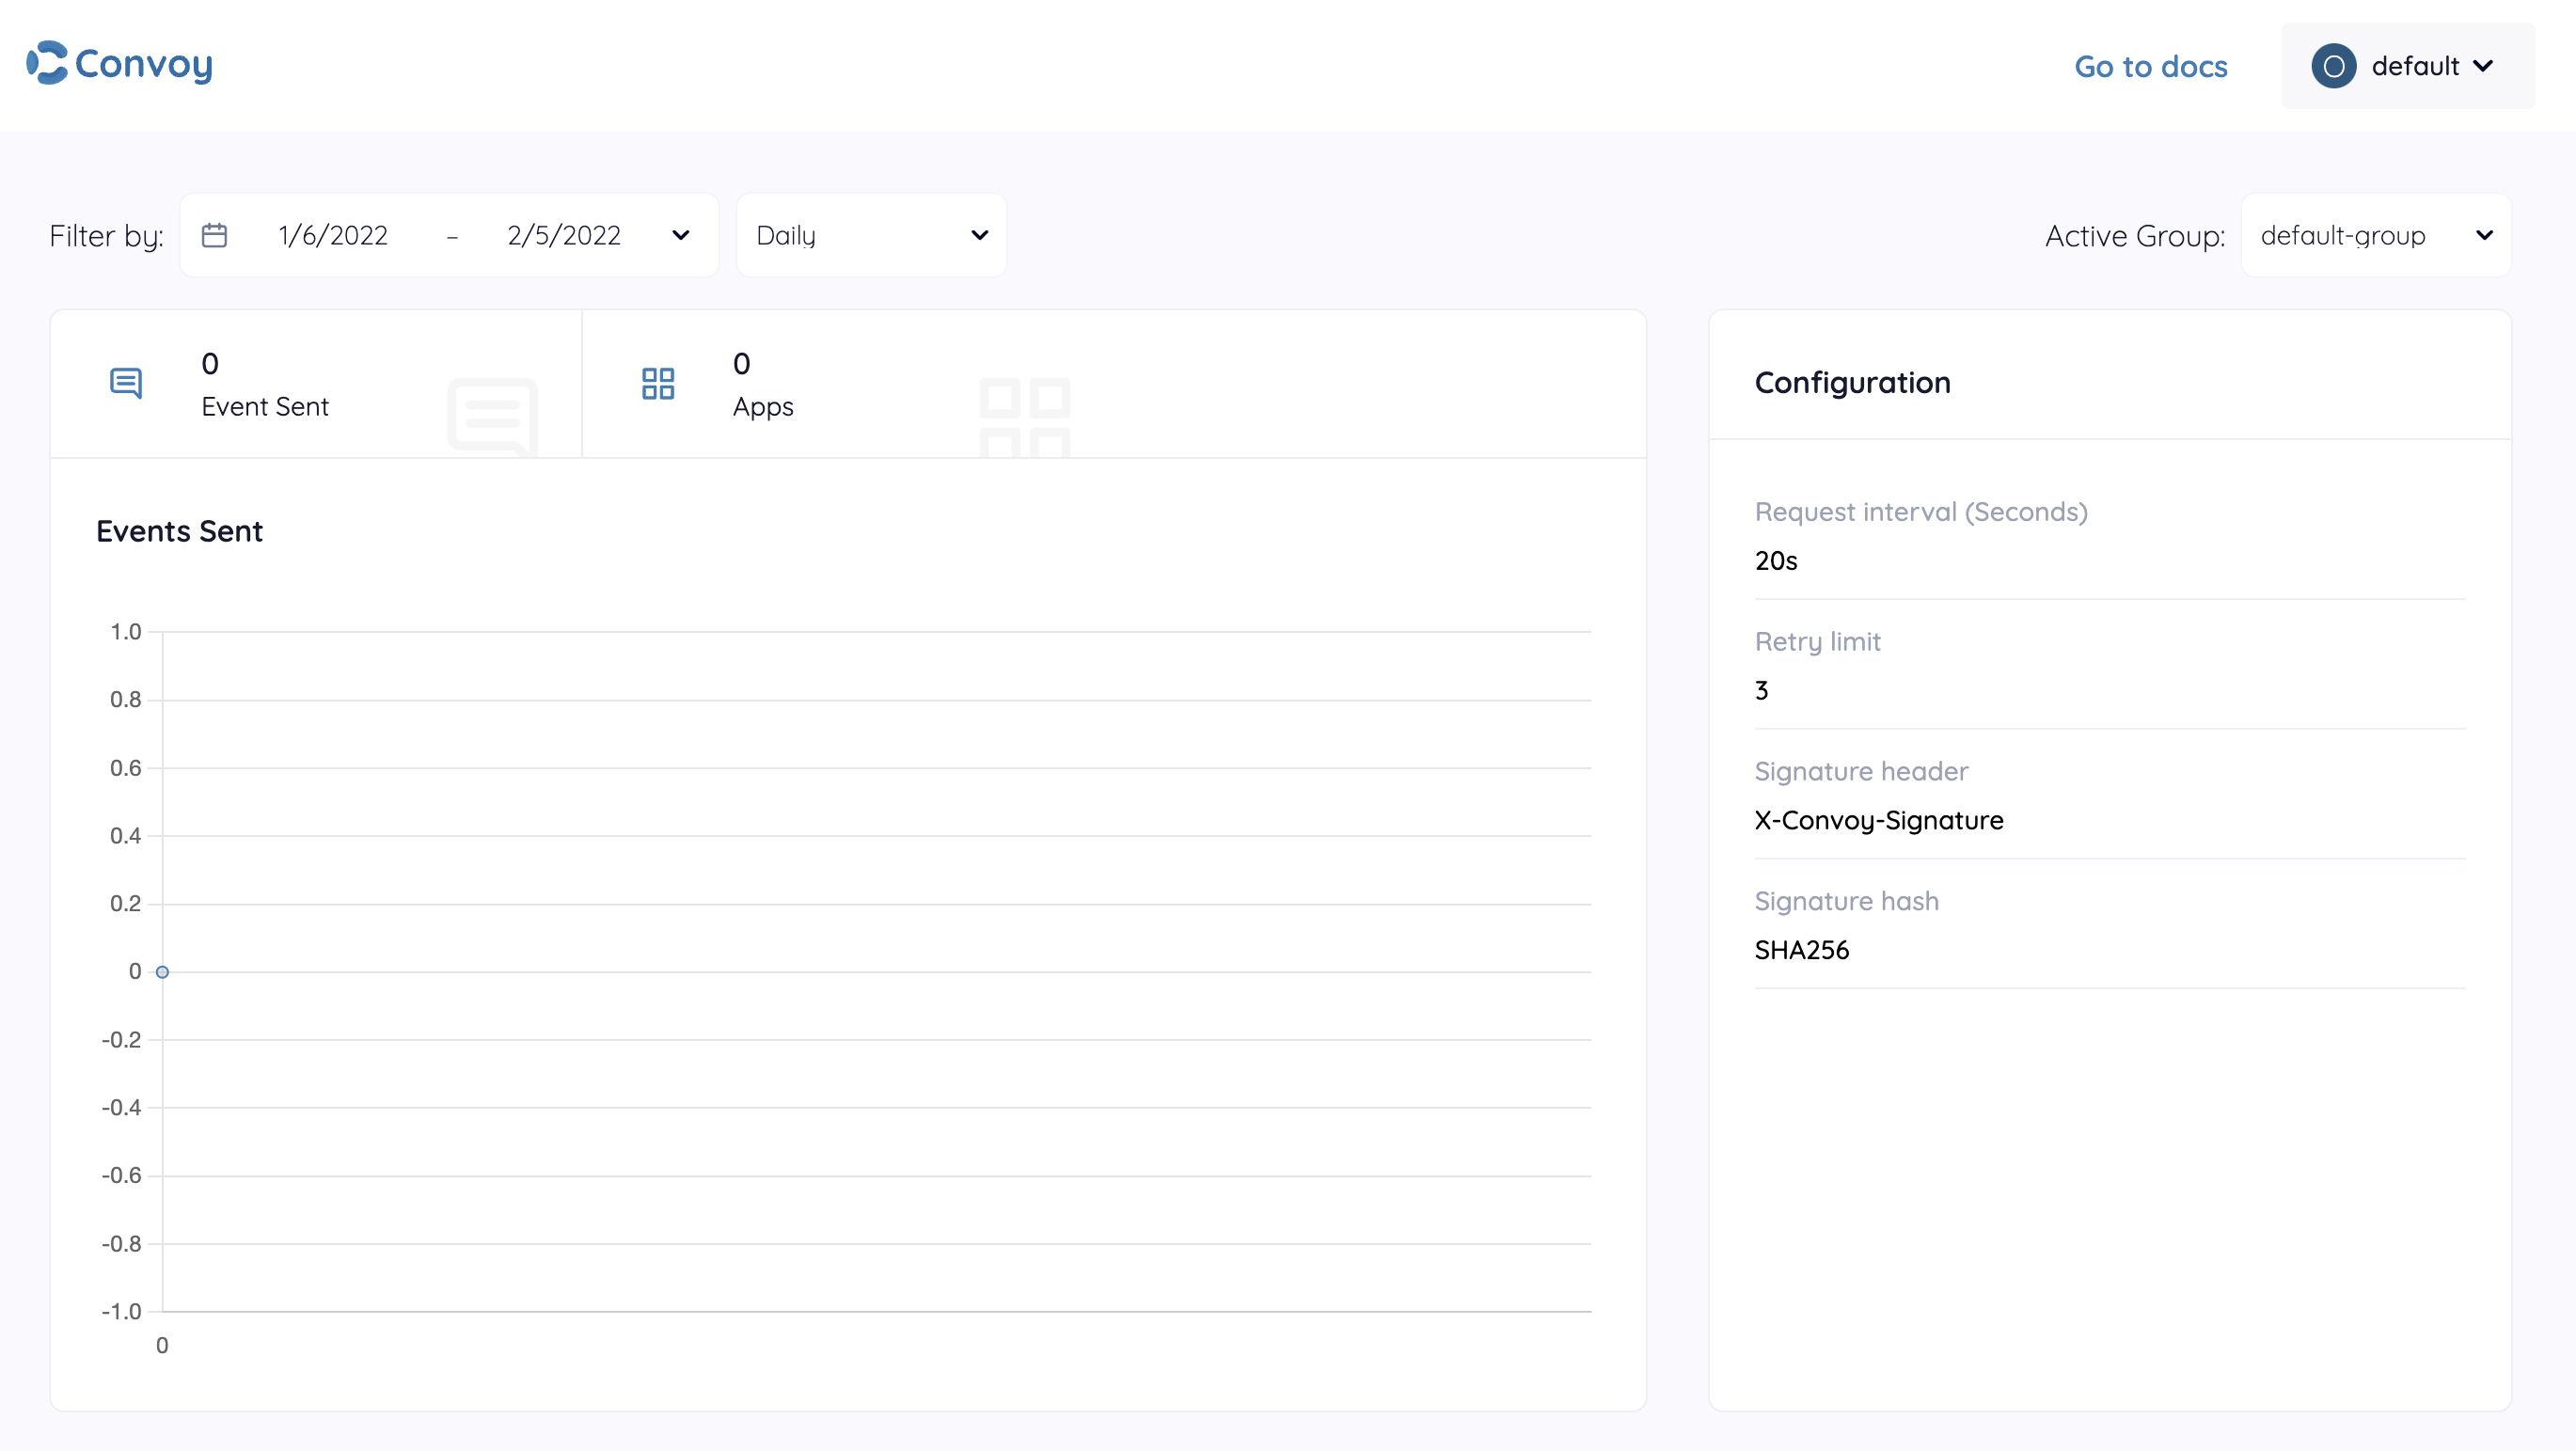 Convoy
Go to docs
O default
Filter by: 1/6/2022 – 2/5/2022
Daily
Active Group: default-group
0
Event Sent
0
Apps
Events Sent
1.0
0.8
0.6
0.4
0.2
0
-0.2
-0.4
-0.6
-0.8
-1.0
0
Configuration
Request interval (Seconds)
20s
Retry limit
3
Signature header
X-Convoy-Signature
Signature hash
SHA256